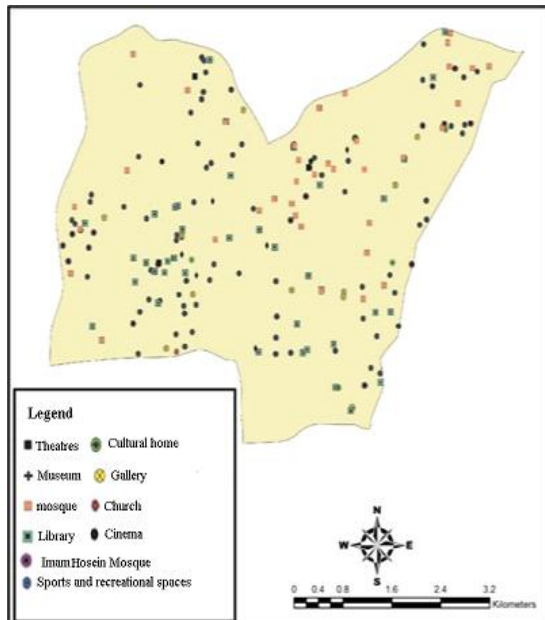 Legend
Theatres Cultural home
Museum Gallery
mosque Church
Library Cinema
Imam Hosein Mosque
Sports and recreational spaces
N
W E
S
0 0.4 0.8 1.6 2.4 3.2
Kilometers